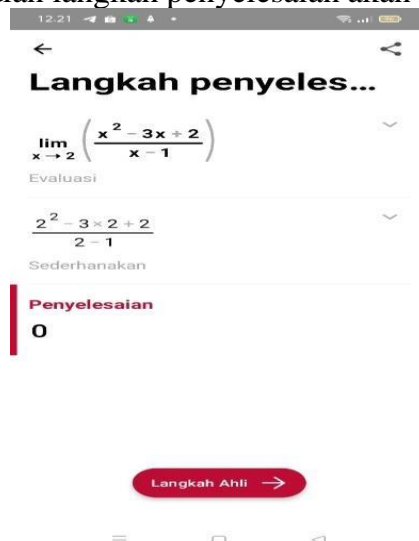 12.21
Langkah penyeles...
lim x → 2 (x² - 3x + 2 / x - 1)
Evaluasi
2² - 3 × 2 + 2 / 2 - 1
Sederhanakan
Penyelesaian
0
Langkah Ahli →